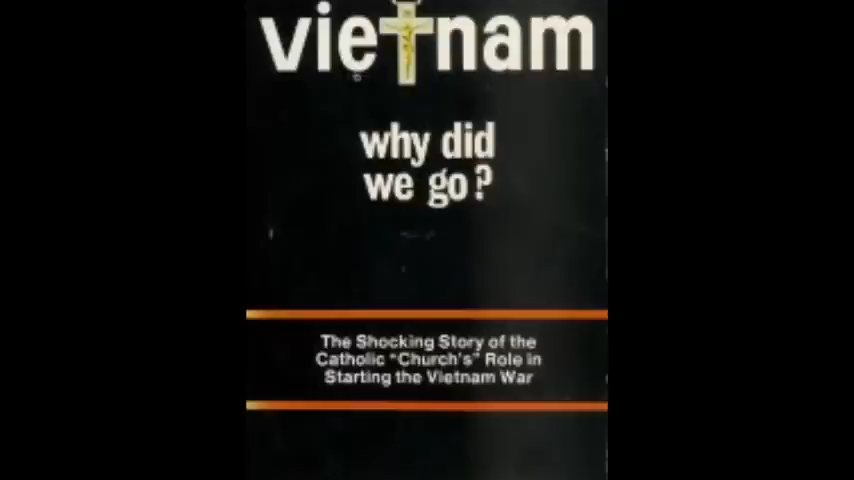 vietnam
why did
we go?
The Shocking Story of the
Catholic "Church's" Role in
Starting the Vietnam War